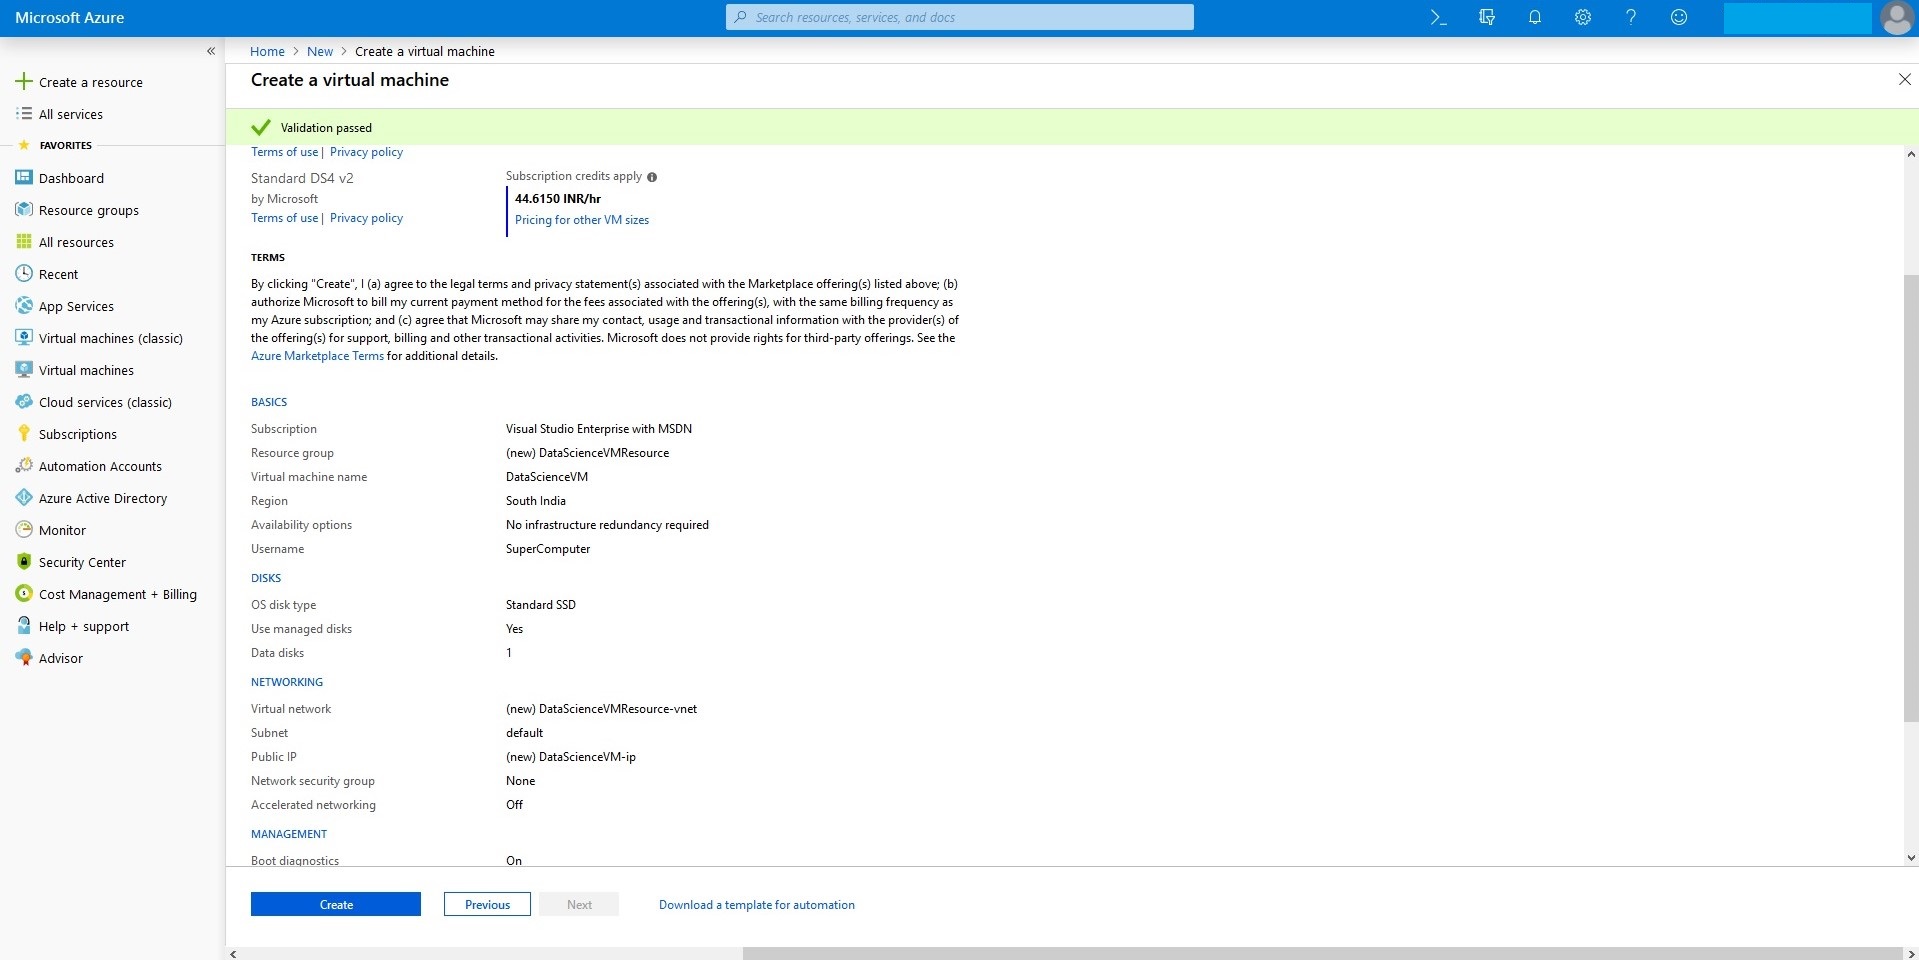 Microsoft Azure
Search resources, services, and docs
Home > New > Create a virtual machine
Create a virtual machine
Create a resource
All services
FAVORITES
Dashboard
Resource groups
All resources
Recent
App Services
Virtual machines (classic)
Virtual machines
Cloud services (classic)
Subscriptions
Automation Accounts
Azure Active Directory
Monitor
Security Center
Cost Management + Billing
Help + support
Advisor
Validation passed
Terms of use | Privacy policy
Standard DS4 v2
by Microsoft
Terms of use | Privacy policy
Subscription credits apply
44.6150 INR/hr
Pricing for other VM sizes
TERMS
By clicking "Create", I (a) agree to the legal terms and privacy statement(s) associated with the Marketplace offering(s) listed above; (b)
authorize Microsoft to bill my current payment method for the fees associated with the offering(s), with the same billing frequency as
my Azure subscription; and (c) agree that Microsoft may share my contact, usage and transactional information with the provider(s) of
the offering(s) for support, billing and other transactional activities. Microsoft does not provide rights for third-party offerings. See the
Azure Marketplace Terms for additional details.
BASICS
Subscription Visual Studio Enterprise with MSDN
Resource group (new) DataScienceVMResource
Virtual machine name DataScienceVM
Region South India
Availability options No infrastructure redundancy required
Username SuperComputer
DISKS
OS disk type Standard SSD
Use managed disks Yes
Data disks 1
NETWORKING
Virtual network (new) DataScienceVMResource-vnet
Subnet default
Public IP (new) DataScienceVM-ip
Network security group None
Accelerated networking Off
MANAGEMENT
Boot diagnostics On
Create Previous Next Download a template for automation